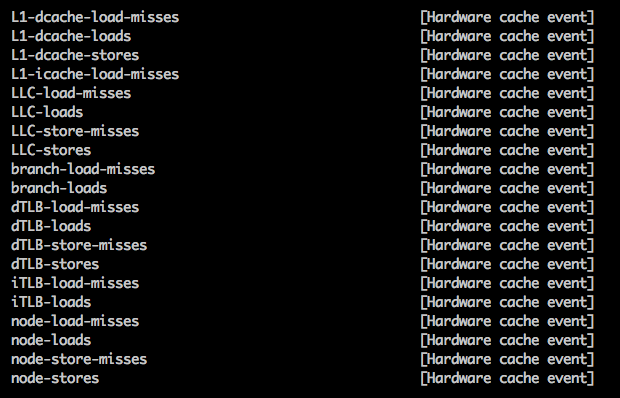 L1-dcache-load-misses [Hardware cache event]
L1-dcache-loads [Hardware cache event]
L1-dcache-stores [Hardware cache event]
L1-icache-load-misses [Hardware cache event]
LLC-load-misses [Hardware cache event]
LLC-loads [Hardware cache event]
LLC-store-misses [Hardware cache event]
LLC-stores [Hardware cache event]
branch-load-misses [Hardware cache event]
branch-loads [Hardware cache event]
dTLB-load-misses [Hardware cache event]
dTLB-loads [Hardware cache event]
dTLB-store-misses [Hardware cache event]
dTLB-stores [Hardware cache event]
iTLB-load-misses [Hardware cache event]
iTLB-loads [Hardware cache event]
node-load-misses [Hardware cache event]
node-loads [Hardware cache event]
node-store-misses [Hardware cache event]
node-stores [Hardware cache event]